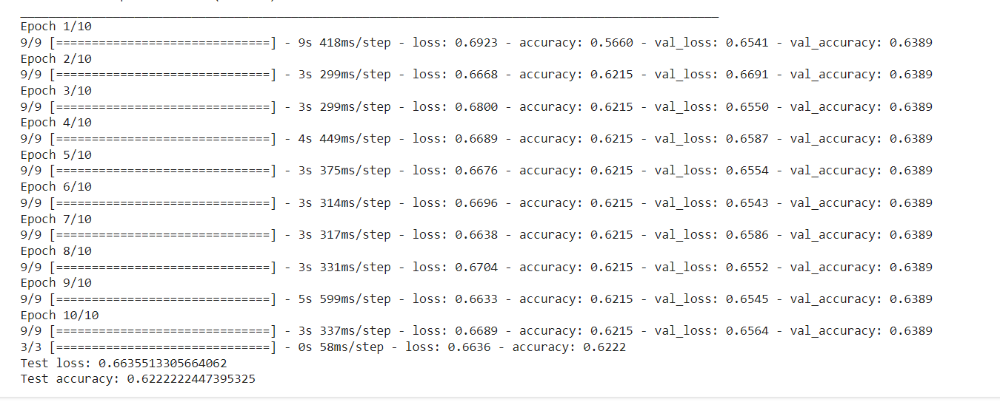 Epoch 1/10
9/9 [==============================] - 9s 418ms/step - loss: 0.6923 - accuracy: 0.5660 - val_loss: 0.6541 - val_accuracy: 0.6389
Epoch 2/10
9/9 [==============================] - 3s 299ms/step - loss: 0.6668 - accuracy: 0.6215 - val_loss: 0.6691 - val_accuracy: 0.6389
Epoch 3/10
9/9 [==============================] - 3s 299ms/step - loss: 0.6800 - accuracy: 0.6215 - val_loss: 0.6550 - val_accuracy: 0.6389
Epoch 4/10
9/9 [==============================] - 4s 449ms/step - loss: 0.6689 - accuracy: 0.6215 - val_loss: 0.6587 - val_accuracy: 0.6389
Epoch 5/10
9/9 [==============================] - 3s 375ms/step - loss: 0.6676 - accuracy: 0.6215 - val_loss: 0.6554 - val_accuracy: 0.6389
Epoch 6/10
9/9 [==============================] - 3s 314ms/step - loss: 0.6696 - accuracy: 0.6215 - val_loss: 0.6543 - val_accuracy: 0.6389
Epoch 7/10
9/9 [==============================] - 3s 317ms/step - loss: 0.6638 - accuracy: 0.6215 - val_loss: 0.6586 - val_accuracy: 0.6389
Epoch 8/10
9/9 [==============================] - 3s 331ms/step - loss: 0.6704 - accuracy: 0.6215 - val_loss: 0.6552 - val_accuracy: 0.6389
Epoch 9/10
9/9 [==============================] - 5s 599ms/step - loss: 0.6633 - accuracy: 0.6215 - val_loss: 0.6545 - val_accuracy: 0.6389
Epoch 10/10
9/9 [==============================] - 3s 337ms/step - loss: 0.6689 - accuracy: 0.6215 - val_loss: 0.6564 - val_accuracy: 0.6389
3/3 [==============================] - 0s 58ms/step - loss: 0.6636 - accuracy: 0.6222
Test loss: 0.6635513305664062
Test accuracy: 0.6222222447395325